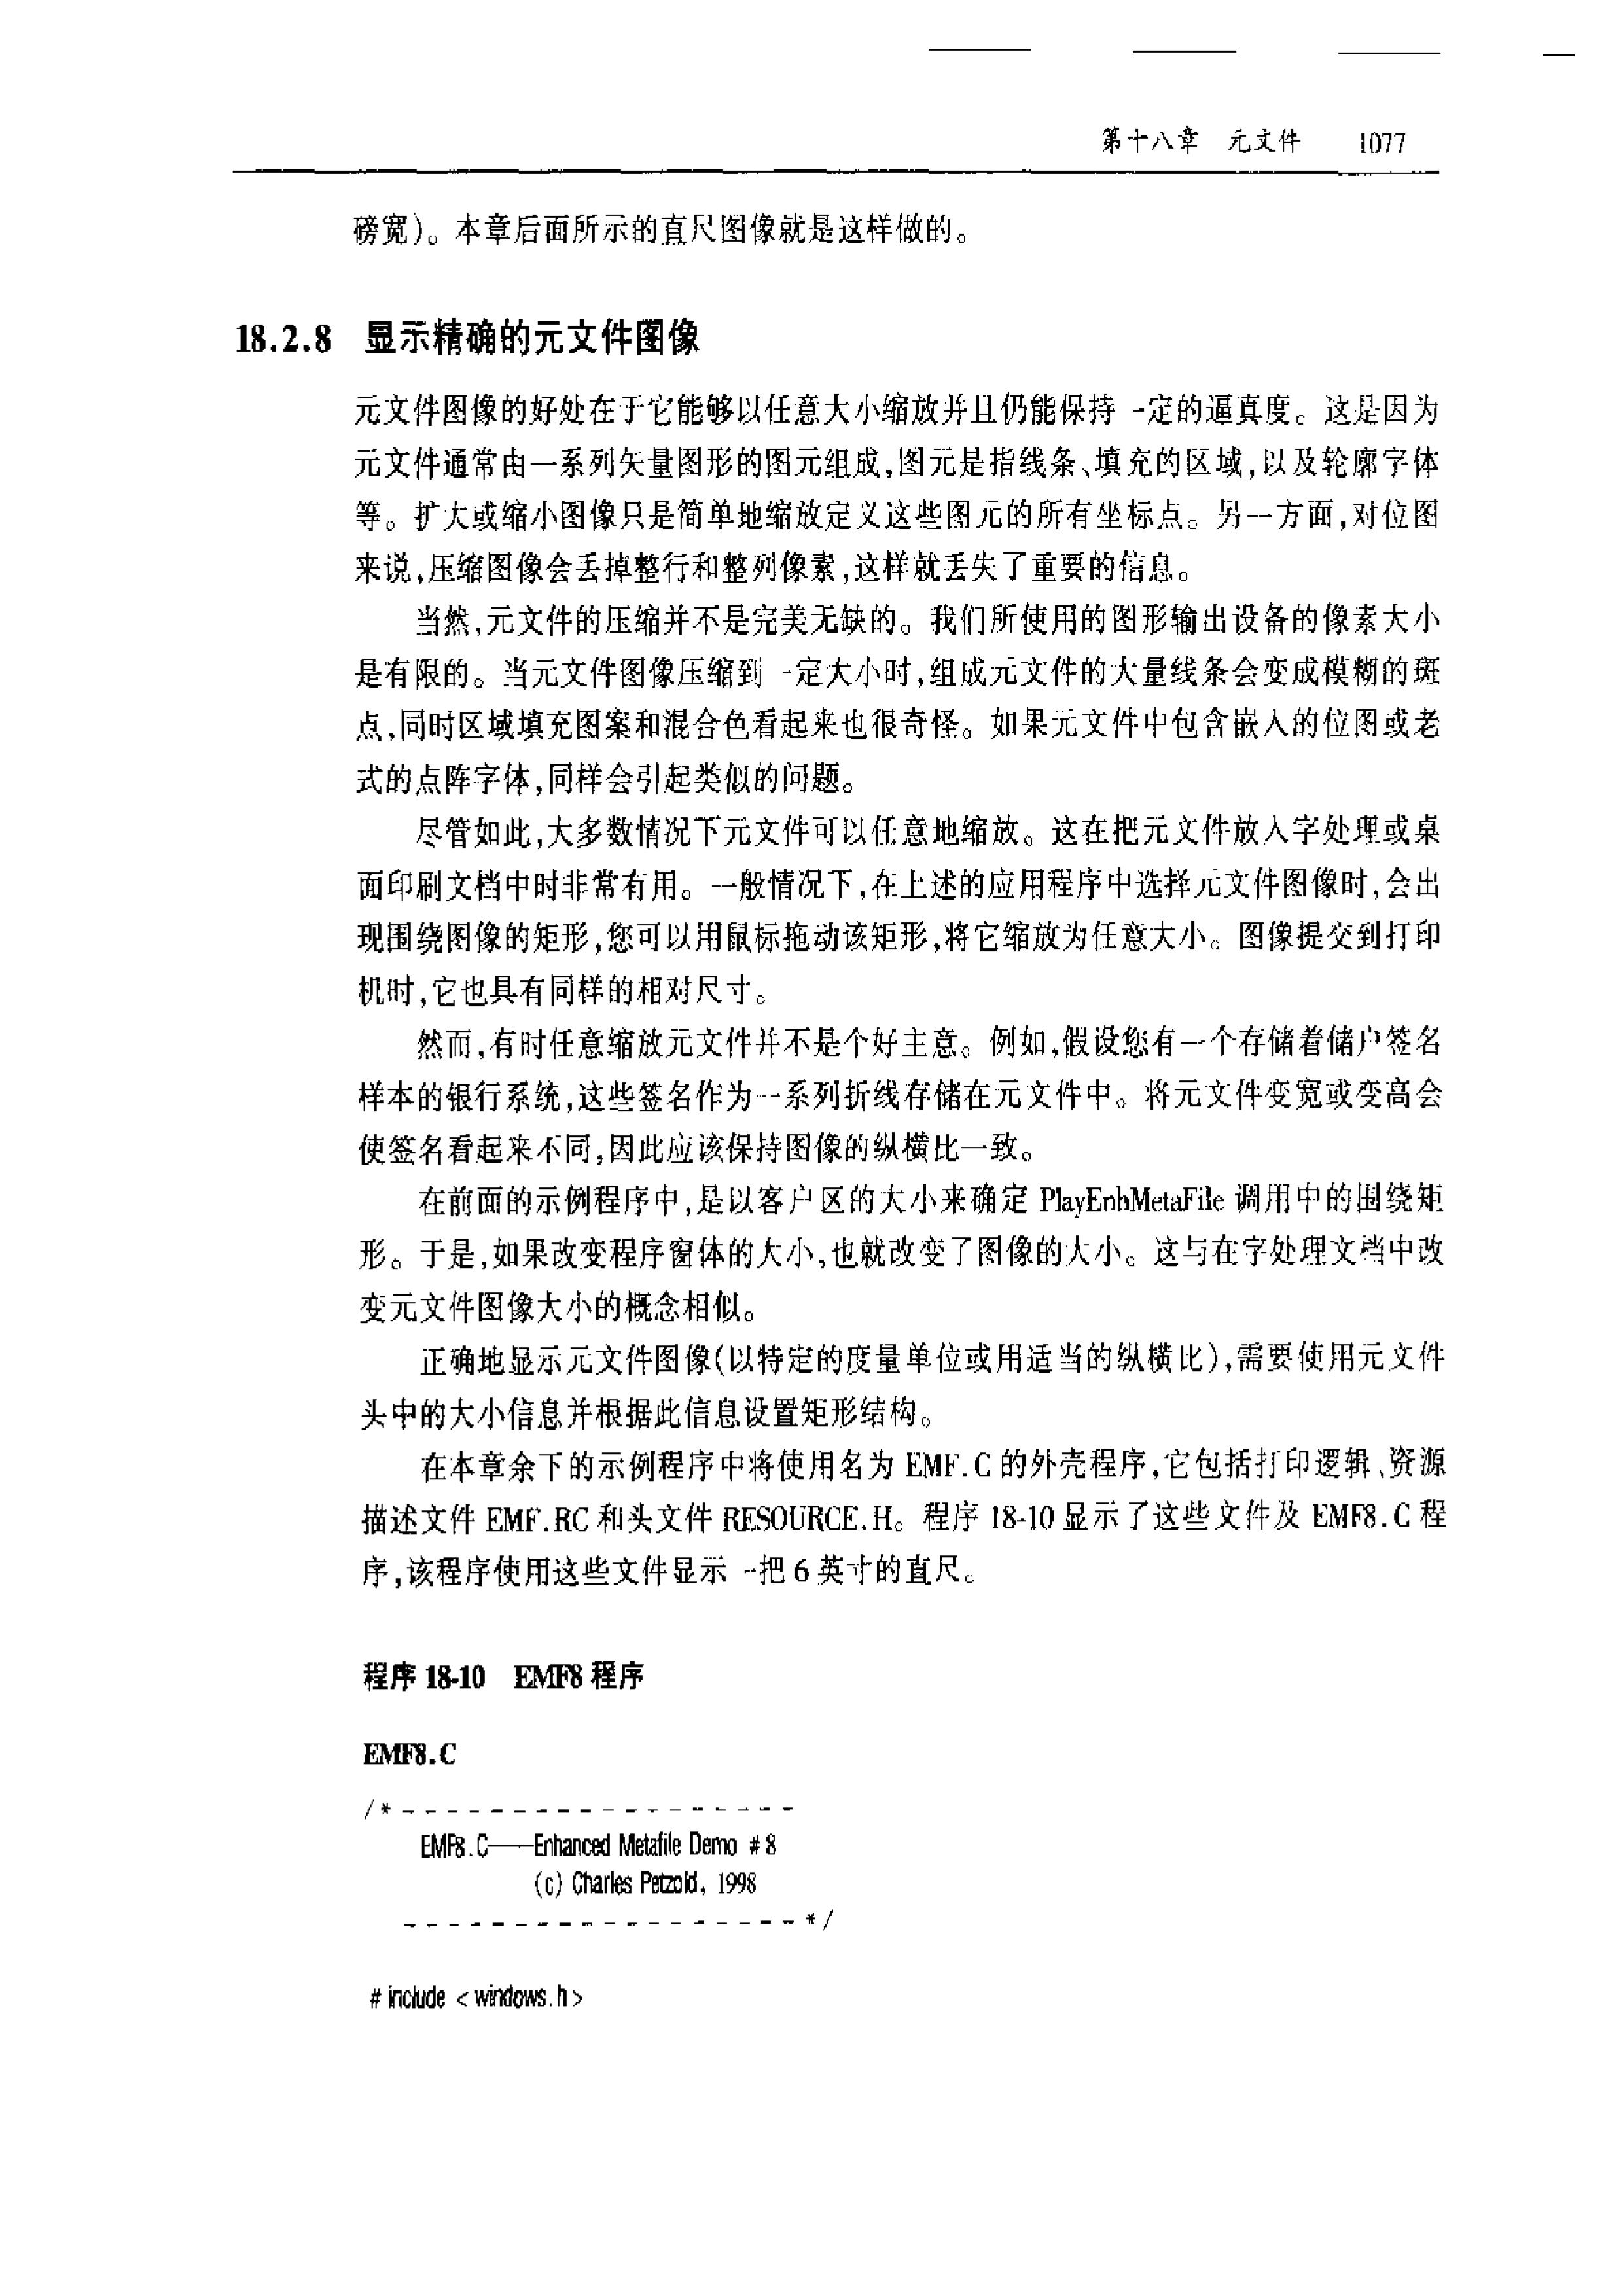 第十八章 元文件 1077
磅宽)。本章后面所示的直尺图像就是这样做的。
18.2.8 显示精确的元文件图像
元文件图像的好处在于它能够以任意大小缩放并且仍能保持一定的逼真度。这是因为
元文件通常由一系列矢量图形的图元组成,图元是指线条、填充的区域,以及轮廓字体
等。扩大或缩小图像只是简单地缩放定义这些图元的所有坐标点。另一方面,对位图
来说,压缩图像会丢掉整行和整列像素,这样就丢失了重要的信息。
当然,元文件的压缩并不是完美无缺的。我们所使用的图形输出设备的像素大小
是有限的。当元文件图像压缩到一定大小时,组成元文件的大量线条会变成模糊的斑
点,同时区域填充图案和混合色看起来也很奇怪。如果元文件中包含嵌入的位图或老
式的点阵字体,同样会引起类似的问题。
尽管如此,大多数情况下元文件可以任意地缩放。这在把元文件放入字处理或桌
面印刷文档中时非常有用。一般情况下,在上述的应用程序中选择元文件图像时,会出
现围绕图像的矩形,您可以用鼠标拖动该矩形,将它缩放为任意大小。图像提交到打印
机时,它也具有同样的相对尺寸。
然而,有时任意缩放元文件并不是个好主意。例如,假设您有一个存储着储户签名
样本的银行系统,这些签名作为一系列折线存储在元文件中。将元文件变宽或变高会
使签名看起来不同,因此应该保持图像的纵横比一致。
在前面的示例程序中,是以客户区的大小来确定 PlayEnhMetaFile 调用中的围绕矩
形。于是,如果改变程序窗体的大小,也就改变了图像的大小。这与在字处理文档中改
变元文件图像大小的概念相似。
正确地显示元文件图像(以特定的度量单位或用适当的纵横比),需要使用元文件
头中的大小信息并根据此信息设置矩形结构。
在本章余下的示例程序中将使用名为 EMF.C 的外壳程序,它包括打印逻辑、资源
描述文件 EMF.RC 和头文件 RESOURCE.H。程序 18-10 显示了这些文件及 EMF8.C 程
序,该程序使用这些文件显示一把 6 英寸的直尺。
程序 18-10 EMF8 程序
EMF8.C
/* - - - - - - - - - - - - - - - - - -
EMF8.C——Enhanced Metafile Demo #8
(c) Charles Petzold, 1998
- - - - - - - - - - - - - - - - - - */
#include <windows.h>